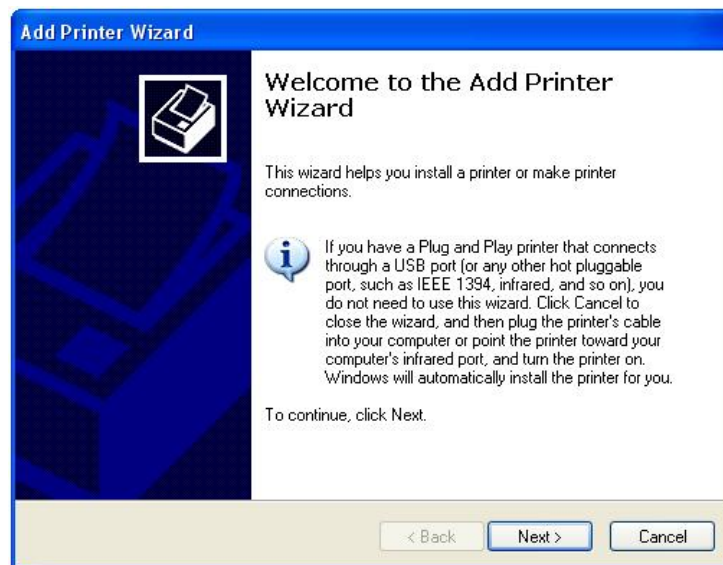 Add Printer Wizard
Welcome to the Add Printer
Wizard
This wizard helps you install a printer or make printer
connections.
If you have a Plug and Play printer that connects
through a USB port (or any other hot pluggable
port, such as IEEE 1394, infrared, and so on), you
do not need to use this wizard. Click Cancel to
close the wizard, and then plug the printer's cable
into your computer or point the printer toward your
computer's infrared port, and turn the printer on.
Windows will automatically install the printer for you.
To continue, click Next.
< Back Next > Cancel